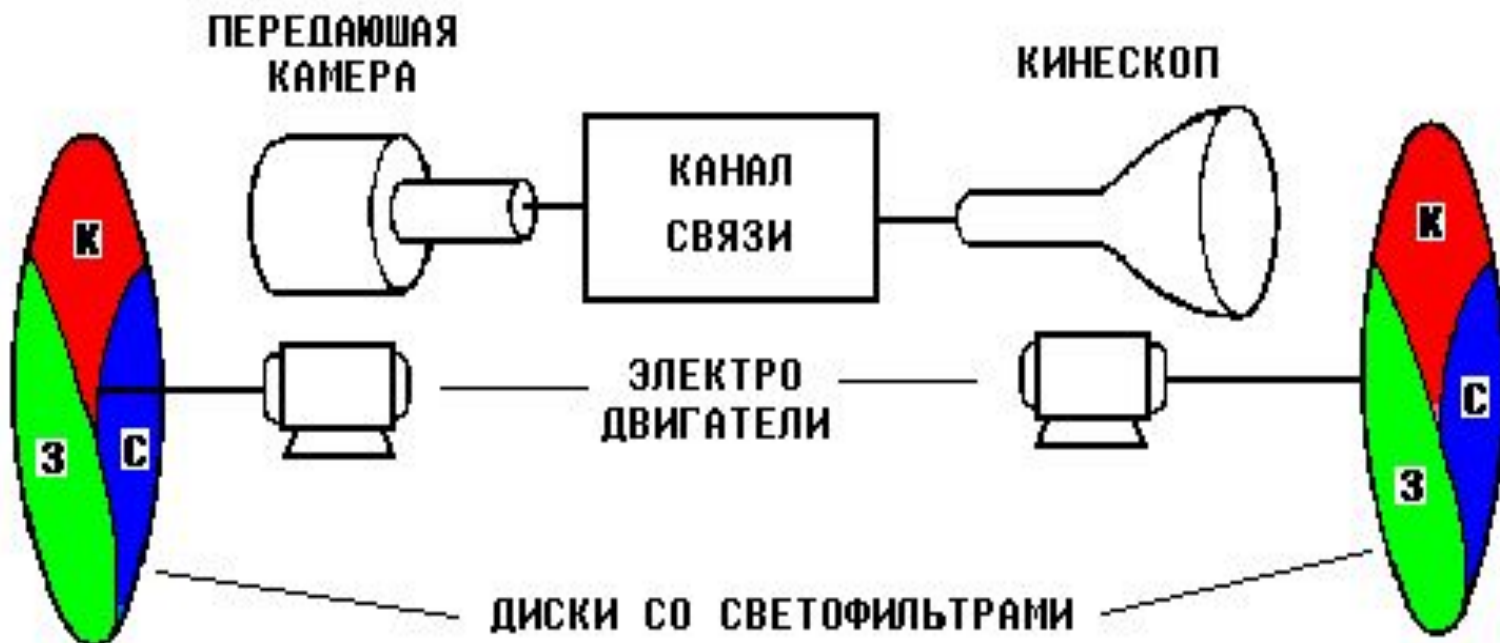 ПЕРЕДАЮШАЯ
КАМЕРА
КИНЕСКОП
КАНАЛ
СВЯЗИ
К
К
ЭЛЕКТРО
ДВИГАТЕЛИ
З
С
С
З
ДИСКИ СО СВЕТОФИЛЬТРАМИ